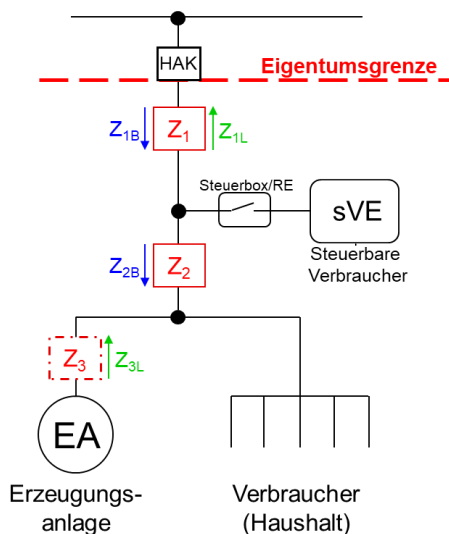 HAK
Eigentumsgrenze
Z1B
Z1
Z1L
Steuerbox/RE
sVE
Steuerbare
Verbraucher
Z2B
Z2
Z3
Z3L
EA
Erzeugungs-
anlage
Verbraucher
(Haushalt)